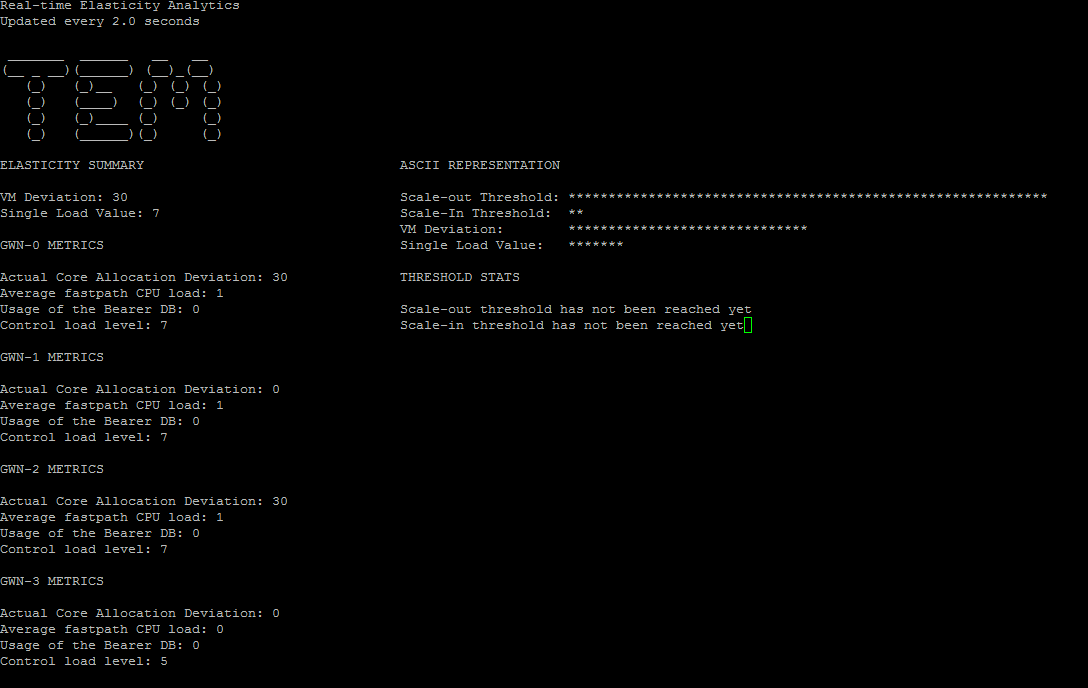 Real-time Elasticity Analytics
Updated every 2.0 seconds
TEM
ELASTICITY SUMMARY
VM Deviation: 30
Single Load Value: 7
GWN-0 METRICS
Actual Core Allocation Deviation: 30
Average fastpath CPU load: 1
Usage of the Bearer DB: 0
Control load level: 7
GWN-1 METRICS
Actual Core Allocation Deviation: 0
Average fastpath CPU load: 1
Usage of the Bearer DB: 0
Control load level: 7
GWN-2 METRICS
Actual Core Allocation Deviation: 30
Average fastpath CPU load: 1
Usage of the Bearer DB: 0
Control load level: 7
GWN-3 METRICS
Actual Core Allocation Deviation: 0
Average fastpath CPU load: 0
Usage of the Bearer DB: 0
Control load level: 5
ASCII REPRESENTATION
Scale-out Threshold: ************************************************************
Scale-In Threshold: **
VM Deviation: ******************************
Single Load Value: *******
THRESHOLD STATS
Scale-out threshold has not been reached yet
Scale-in threshold has not been reached yet